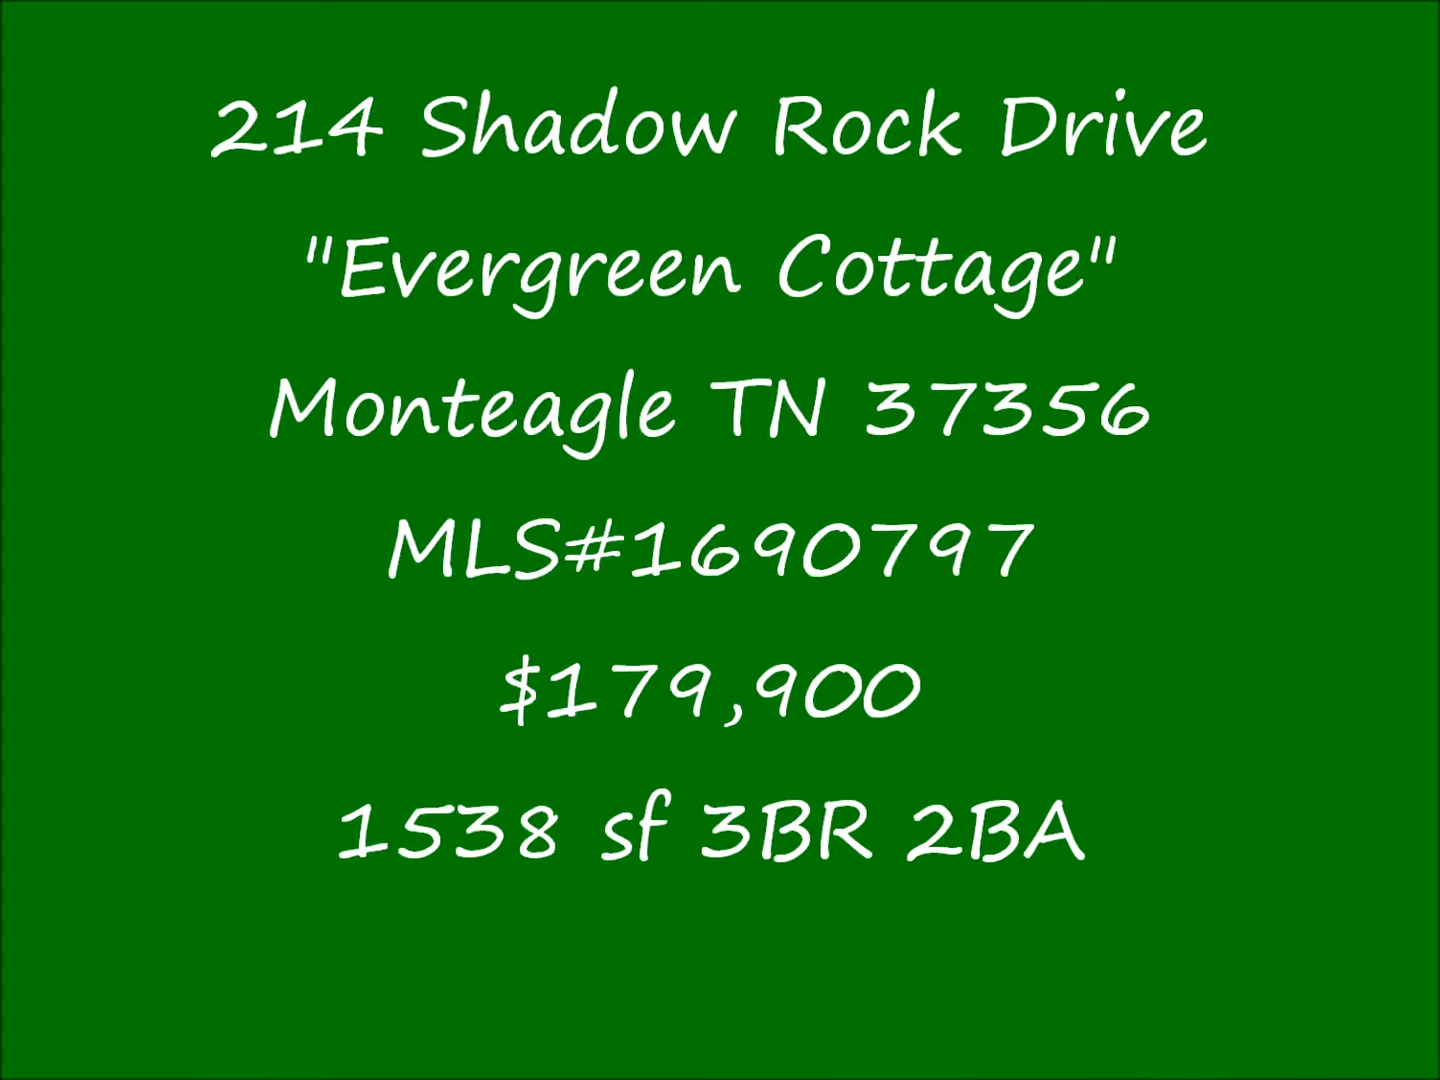 214 Shadow Rock Drive
"Evergreen Cottage"
Monteagle TN 37356
MLS#1690797
$179,900
1538 sf 3BR 2BA